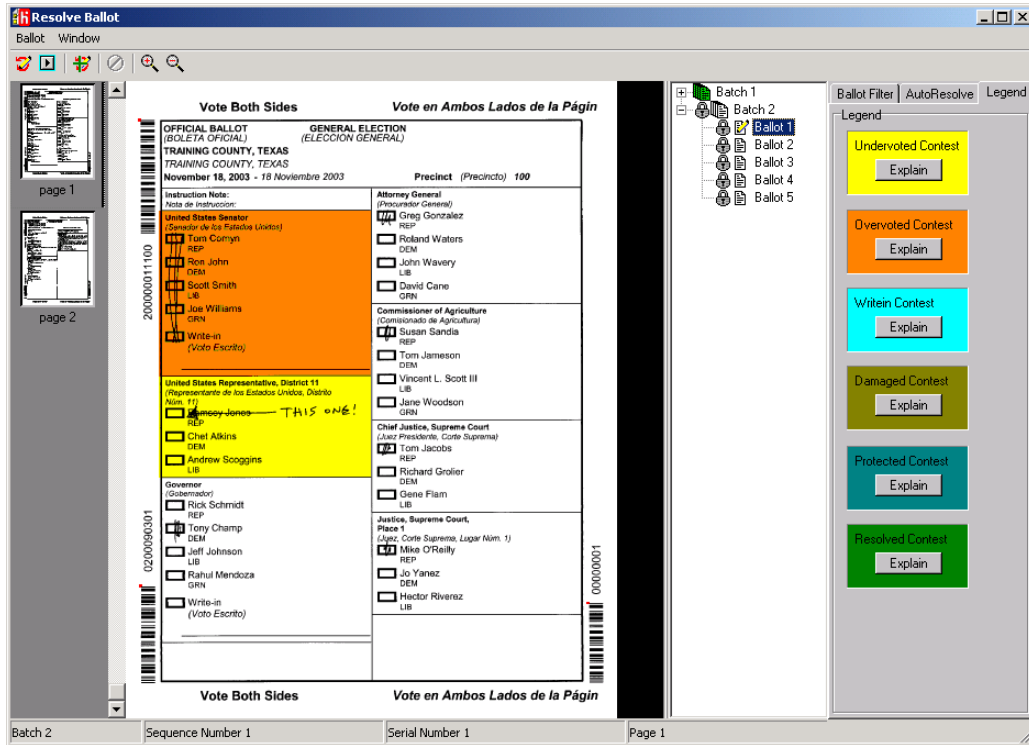 Resolve Ballot
Ballot Window
page 1
page 2
Vote Both Sides
Vote en Ambos Lados de la Págin
OFFICIAL BALLOT GENERAL ELECTION
(BOLETA OFICIAL) (ELECCION GENERAL)
TRAINING COUNTY, TEXAS
TRAINING COUNTY, TEXAS
November 18, 2003 - 18 Noviembre 2003 Precinct (Precincto) 100
Instruction Note:
Nota de Instruccion:
United States Senator
(Senador de los Estados Unidos)
Tom Comyn
REP
Ron John
DEM
Scott Smith
LIB
Joe Williams
GRN
Write-in
(Voto Escrito)
United States Representative, District 11
(Representante de los Estados Unidos, Distrito
Núm. 11)
Ramsey Jones THIS ONE!
REP
Chet Atkins
DEM
Andrew Scoggins
LIB
Governor
(Gobernador)
Rick Schmidt
REP
Tony Champ
DEM
Jeff Johnson
LIB
Rahul Mendoza
GRN
Write-in
(Voto Escrito)
Attorney General
(Procurador General)
Greg Gonzalez
REP
Roland Waters
DEM
John Wavery
LIB
David Cane
GRN
Commissioner of Agriculture
(Comisionado de Agricultura)
Susan Sandia
REP
Tom Jameson
DEM
Vincent L. Scott III
LIB
Jane Woodson
GRN
Chief Justice, Supreme Court
(Juez Presidente, Corte Suprema)
Tom Jacobs
REP
Richard Grolier
DEM
Gene Flam
LIB
Justice, Supreme Court,
Place 1
(Juez, Corte Suprema, Lugar Núm. 1)
Mike O'Reilly
REP
Jo Yanez
DEM
Hector Riverez
LIB
200000011100
0200090301
00000001
Vote Both Sides
Vote en Ambos Lados de la Págin
Batch 1
Batch 2
Ballot 1
Ballot 2
Ballot 3
Ballot 4
Ballot 5
Ballot Filter AutoResolve Legend
Legend
Undervoted Contest
Explain
Overvoted Contest
Explain
Writein Contest
Explain
Damaged Contest
Explain
Protected Contest
Explain
Resolved Contest
Explain
Batch 2 Sequence Number 1 Serial Number 1 Page 1